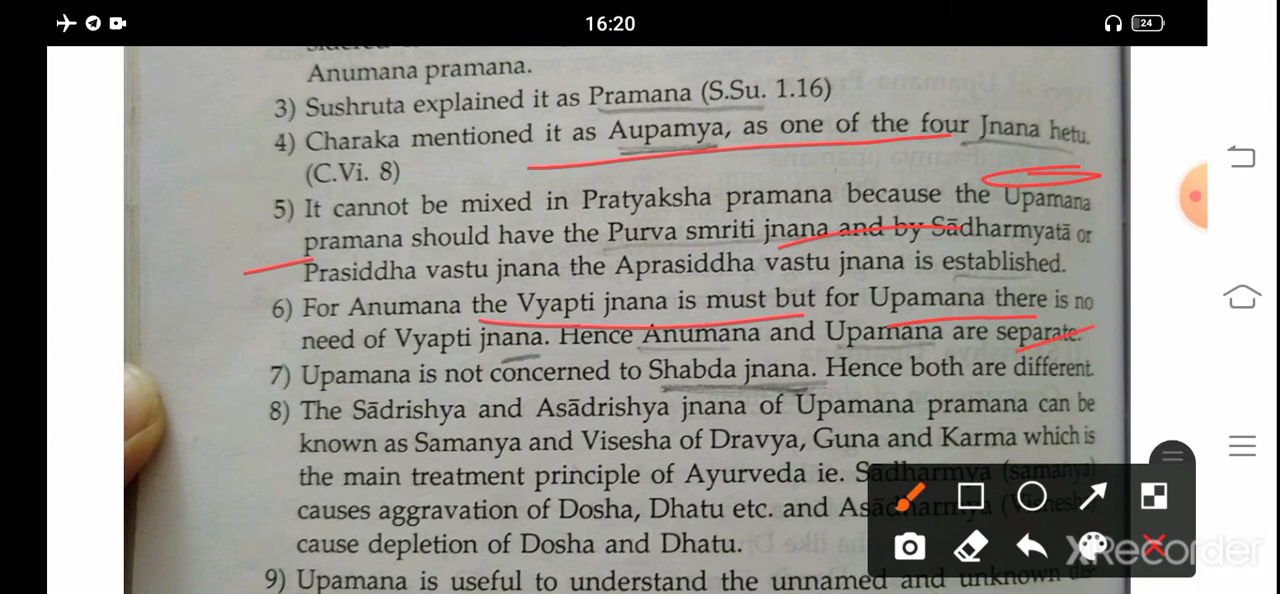 16:20
24
Anumana pramana.
3) Sushruta explained it as Pramana (S.Su. 1.16)
4) Charaka mentioned it as Aupamya, as one of the four Jnana hetu.
(C.Vi. 8)
5) It cannot be mixed in Pratyaksha pramana because the Upamana
pramana should have the Purva smriti jnana and by Sādharmyatā or
Prasiddha vastu jnana the Aprasiddha vastu jnana is established.
6) For Anumana the Vyapti jnana is must but for Upamana there is no
need of Vyapti jnana. Hence Anumana and Upamana are separate.
7) Upamana is not concerned to Shabda jnana. Hence both are different.
8) The Sādrishya and Asādrishya jnana of Upamana pramana can be
known as Samanya and Visesha of Dravya, Guna and Karma which is
the main treatment principle of Ayurveda ie. Sadharmya (samanya)
causes aggravation of Dosha, Dhatu etc. and Asādharmya
cause depletion of Dosha and Dhatu.
9) Upamana is useful to understand the unnamed and unknown
XRecorder